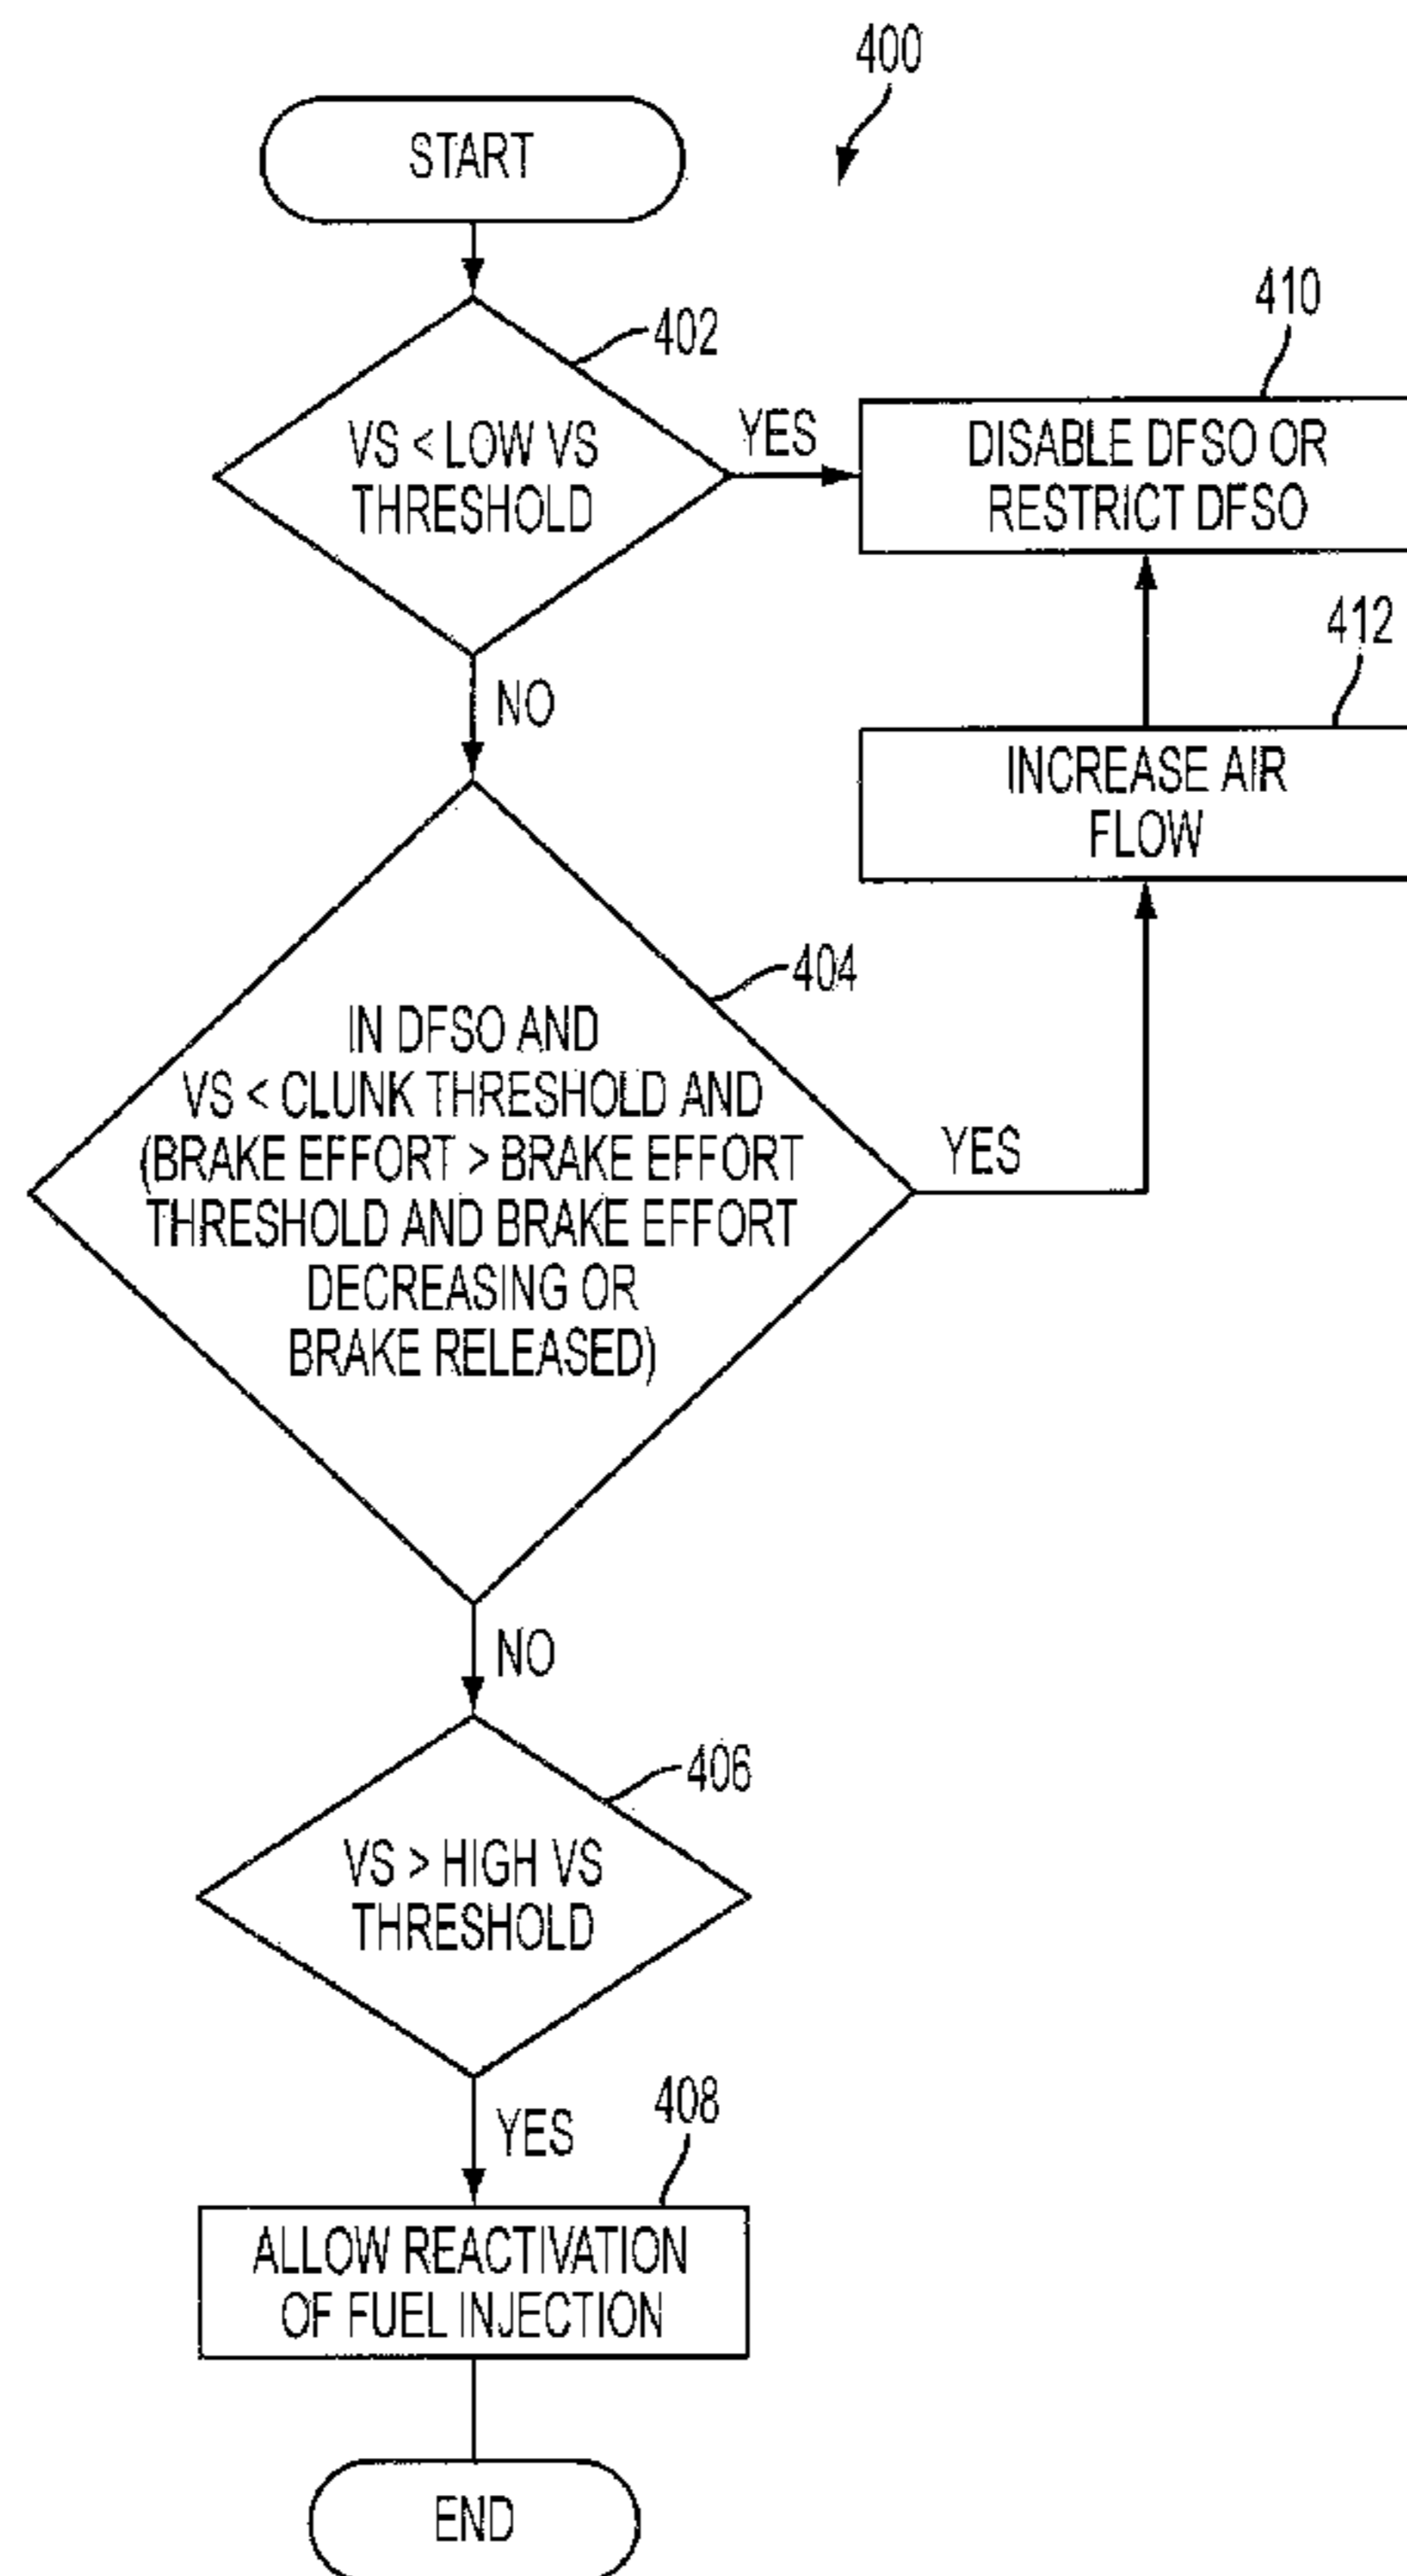 400
START
402
VS < LOW VS
THRESHOLD
YES
410
DISABLE DFSO OR
RESTRICT DFSO
NO
412
INCREASE AIR
FLOW
404
IN DFSO AND
VS < CLUNK THRESHOLD AND
(BRAKE EFFORT > BRAKE EFFORT
THRESHOLD AND BRAKE EFFORT
DECREASING OR
BRAKE RELEASED)
YES
NO
406
VS > HIGH VS
THRESHOLD
YES
408
ALLOW REACTIVATION
OF FUEL INJECTION
END